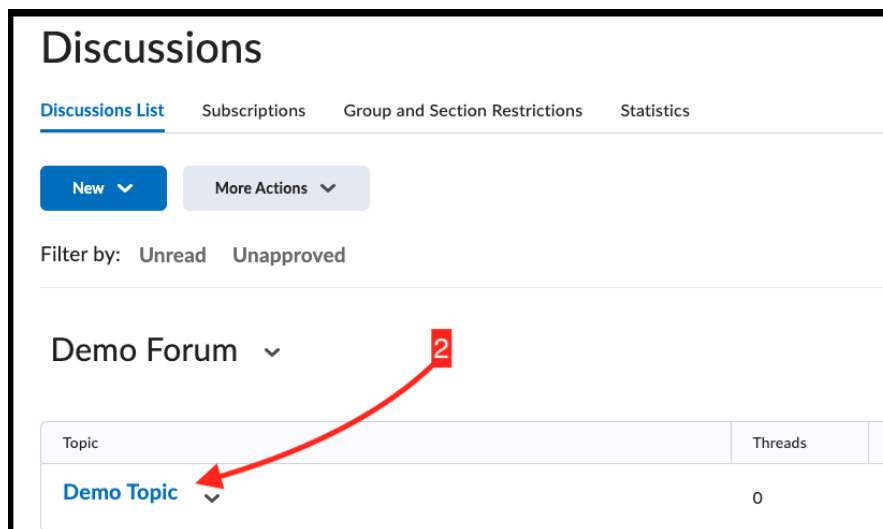 Discussions
Discussions List Subscriptions Group and Section Restrictions Statistics
New More Actions
Filter by: Unread Unapproved
Demo Forum
2
Topic Threads
Demo Topic 0